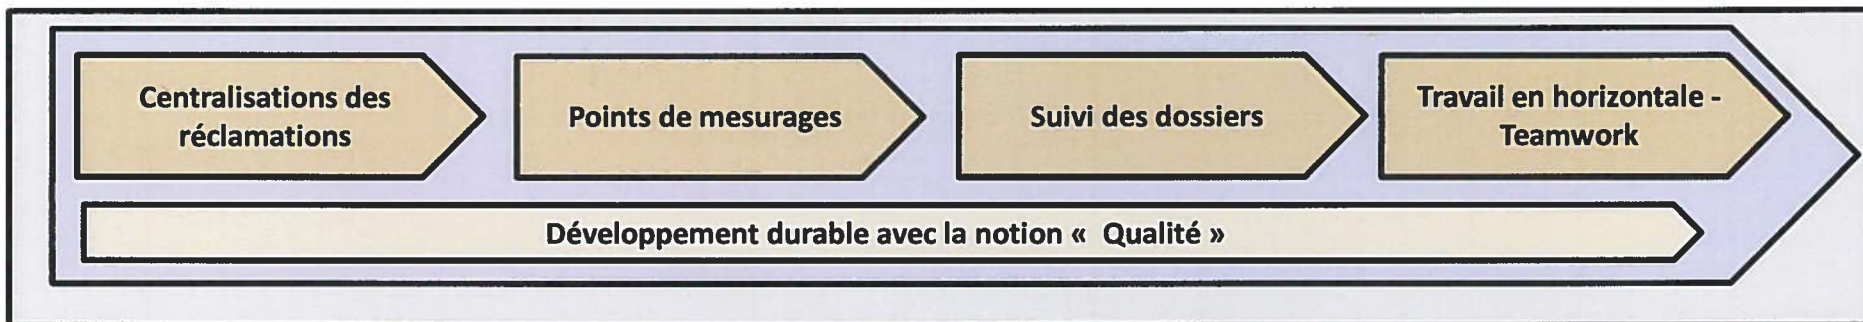 Centralisations des
réclamations
Points de mesurages
Suivi des dossiers
Travail en horizontale -
Teamwork
Développement durable avec la notion «  Qualité »